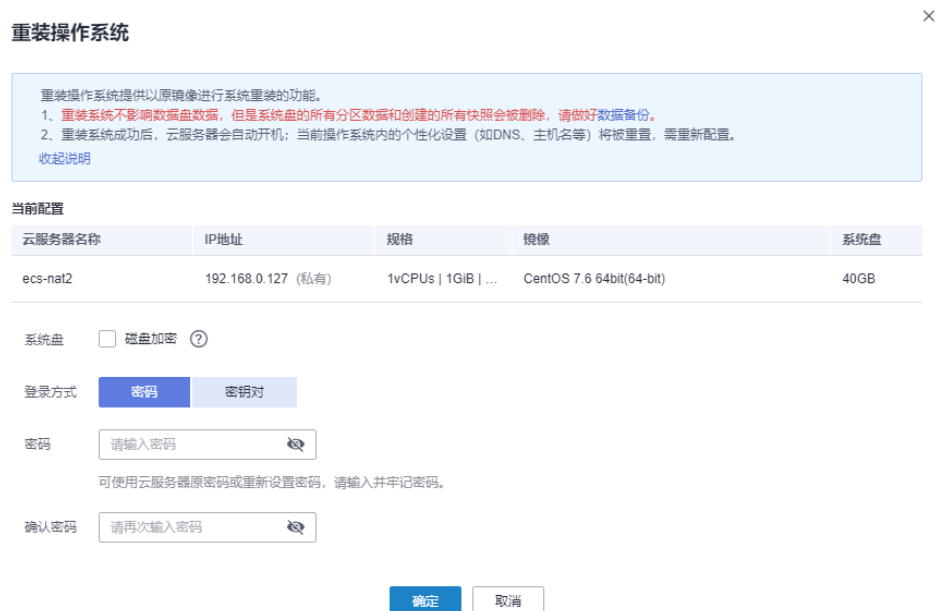 重装操作系统
重装操作系统提供以原镜像进行系统重装的功能。
1、重装系统不影响数据盘数据，但是系统盘的所有分区数据和创建的所有快照会被删除，请做好数据备份。
2、重装系统成功后，云服务器会自动开机；当前操作系统内的个性化设置（如DNS、主机名等）将被重置，需重新配置。
收起说明
当前配置
云服务器名称 IP地址 规格 镜像 系统盘
ecs-nat2 192.168.0.127 (私有) 1vCPUs | 1GiB | ... CentOS 7.6 64bit(64-bit) 40GB
系统盘 磁盘加密 ?
登录方式 密码 密钥对
密码 请输入密码
可使用云服务器原密码或重新设置密码，请输入并牢记密码。
确认密码 请再次输入密码
确定 取消